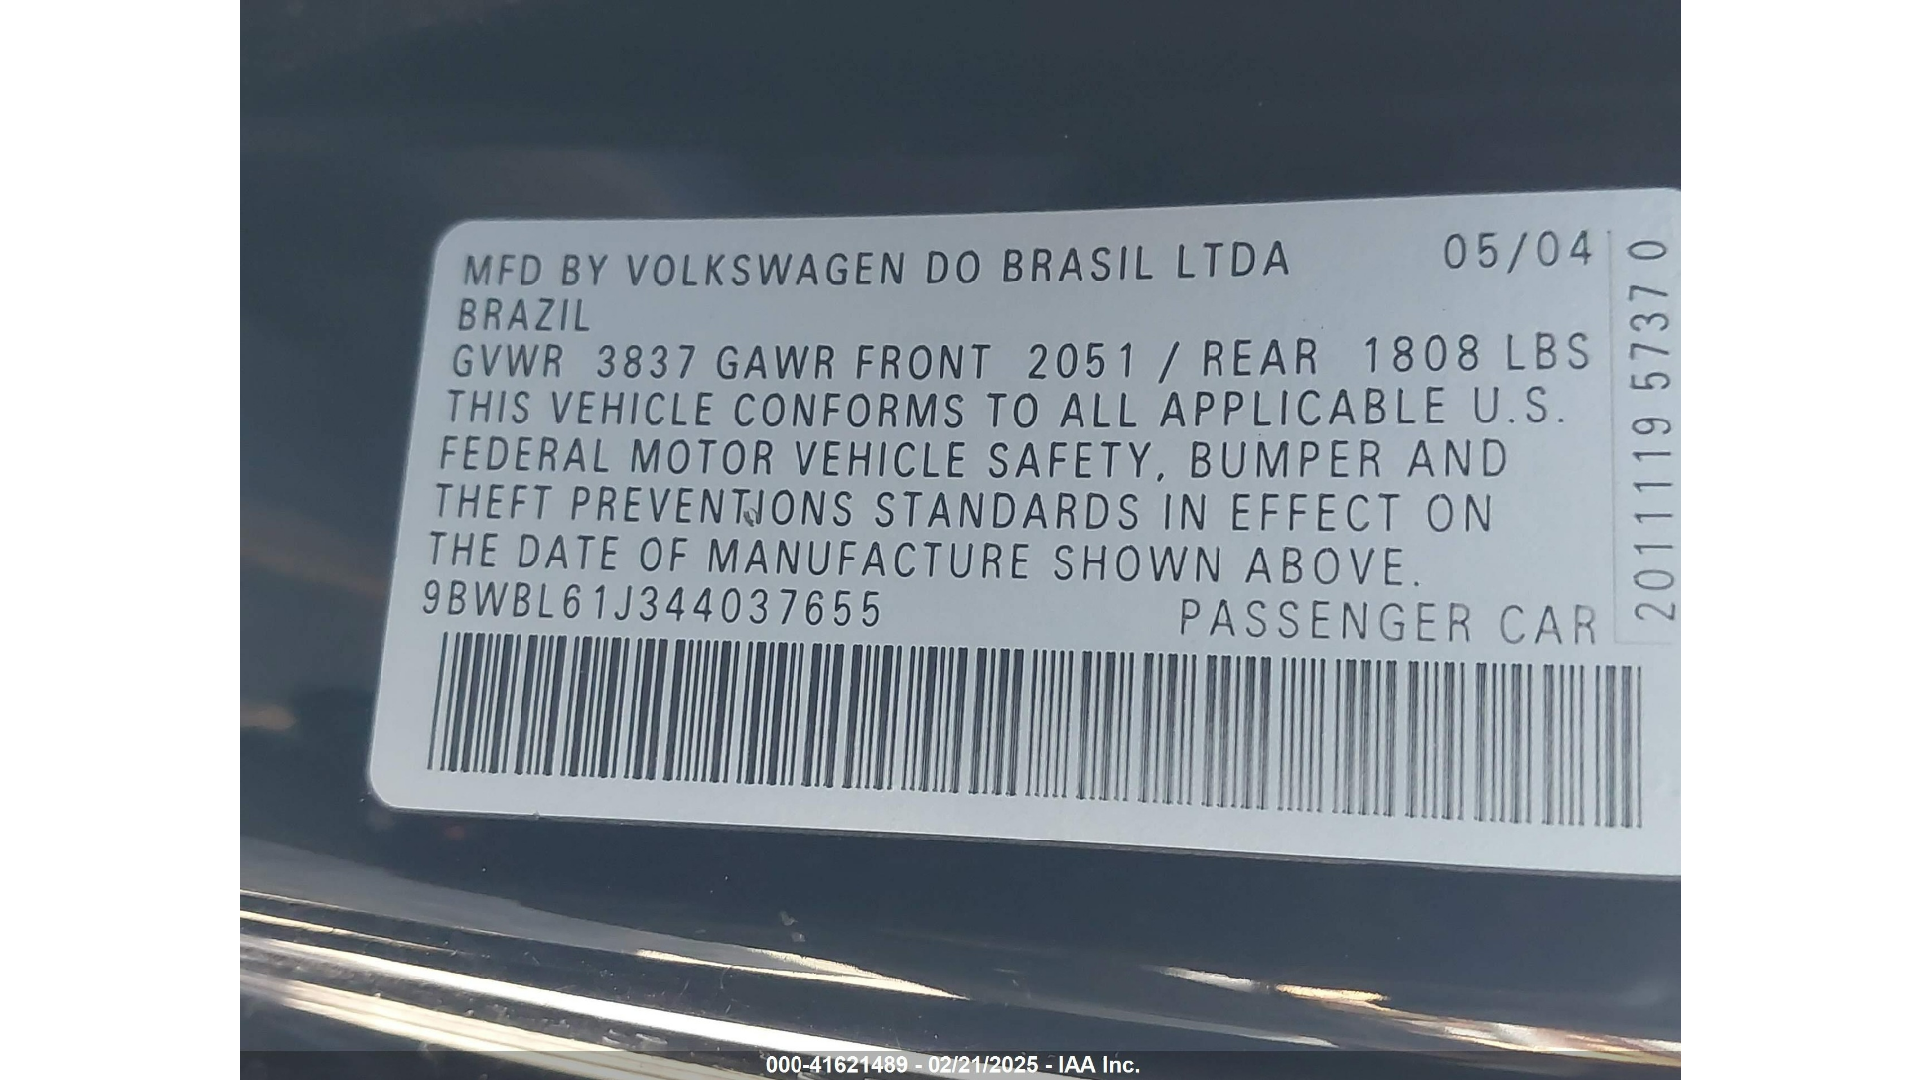 MFD BY VOLKSWAGEN DO BRASIL LTDA 05/04
BRAZIL
GVWR 3837 GAWR FRONT 2051 / REAR 1808 LBS
THIS VEHICLE CONFORMS TO ALL APPLICABLE U.S.
FEDERAL MOTOR VEHICLE SAFETY, BUMPER AND
THEFT PREVENTIONS STANDARDS IN EFFECT ON
THE DATE OF MANUFACTURE SHOWN ABOVE.
9BWBL61J344037655 PASSENGER CAR
201111957370
000-41621489 - 02/21/2025 - IAA Inc.